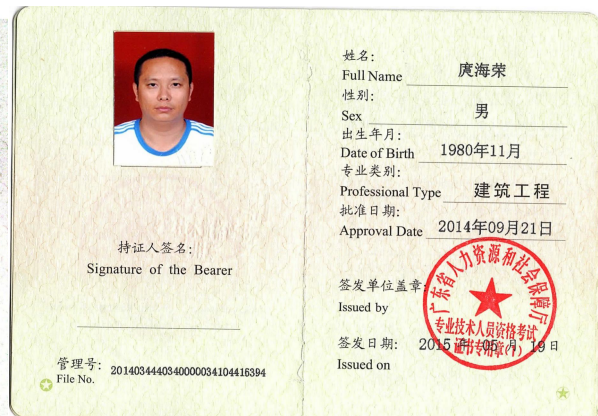 持证人签名:
Signature of the Bearer
管理号: 2014034440340000034104416394
File No.
姓名:
Full Name 庹海荣
性别:
Sex 男
出生年月:
Date of Birth 1980年11月
专业类别:
Professional Type 建筑工程
批准日期:
Approval Date 2014年09月21日
签发单位盖章:
Issued by
广东省人力资源和社会保障厅
专业技术人员资格考试
证书专用章(1)
签发日期: 2015年05月19日
Issued on